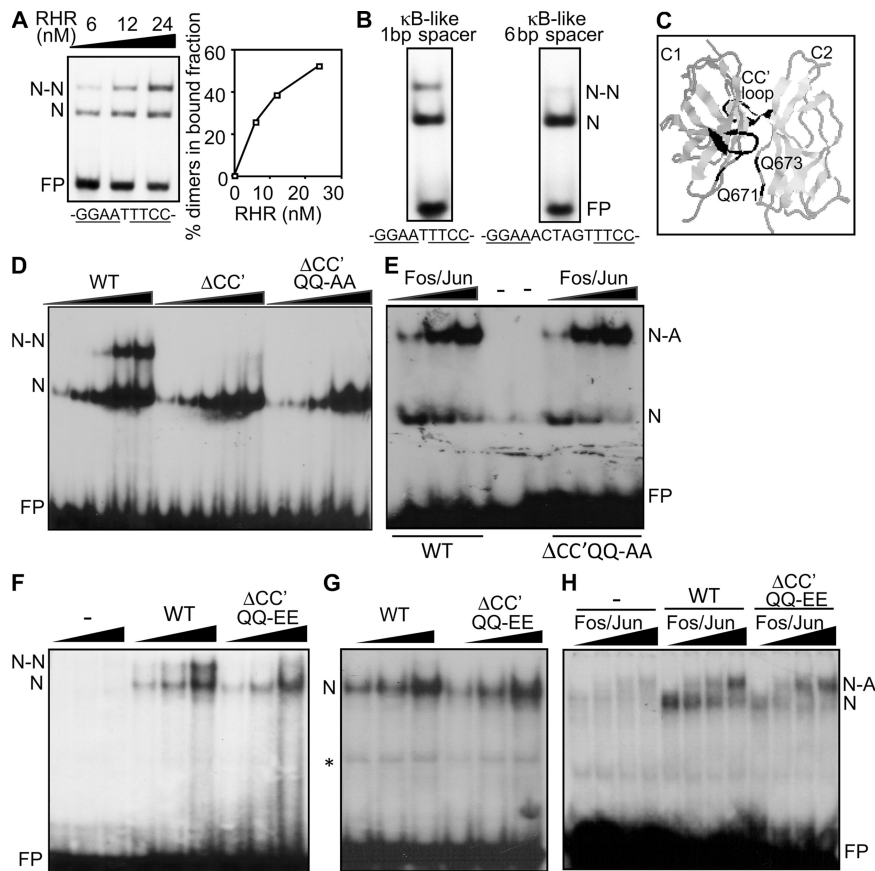 A
RHR
(nM)
6 12 24
N-N
N
FP
-GGAATTTCC-
% dimers in bound fraction
60
40
20
0
0 10 20 30
RHR (nM)
B
κB-like
1bp spacer
κB-like
6bp spacer
N-N
N
FP
-GGAATTTCC- -GGAAACTAGTTTCC-
C
C1
C2
CC'
loop
Q673
Q671
D
WT
ΔCC'
ΔCC'
QQ-AA
N-N
N
FP
E
Fos/Jun - - Fos/Jun
N-A
N
FP
WT ΔCC'QQ-AA
F
-
WT
ΔCC'
QQ-EE
N-N
N
FP
G
WT
ΔCC'
QQ-EE
N
*
H
-
WT
ΔCC'
QQ-EE
Fos/Jun Fos/Jun Fos/Jun
N-A
N
FP